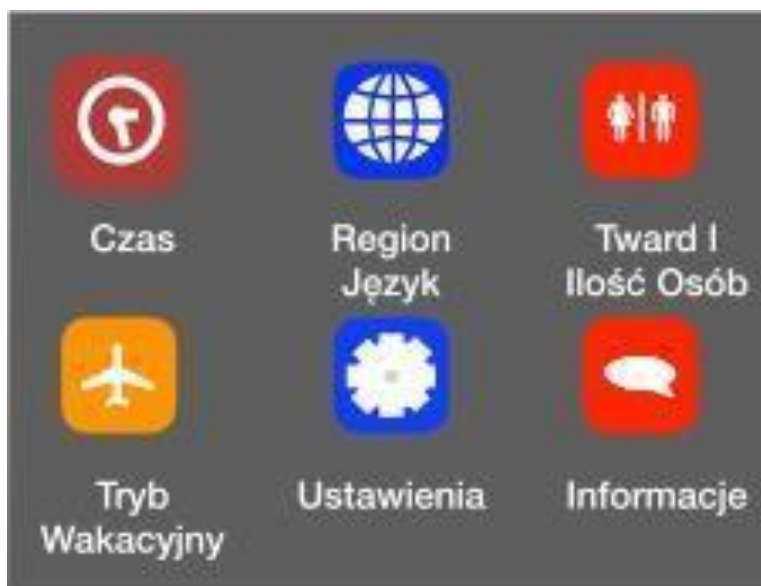 Czas
Region
Język
Tward I
Ilość Osób
Tryb
Wakacyjny
Ustawienia
Informacje